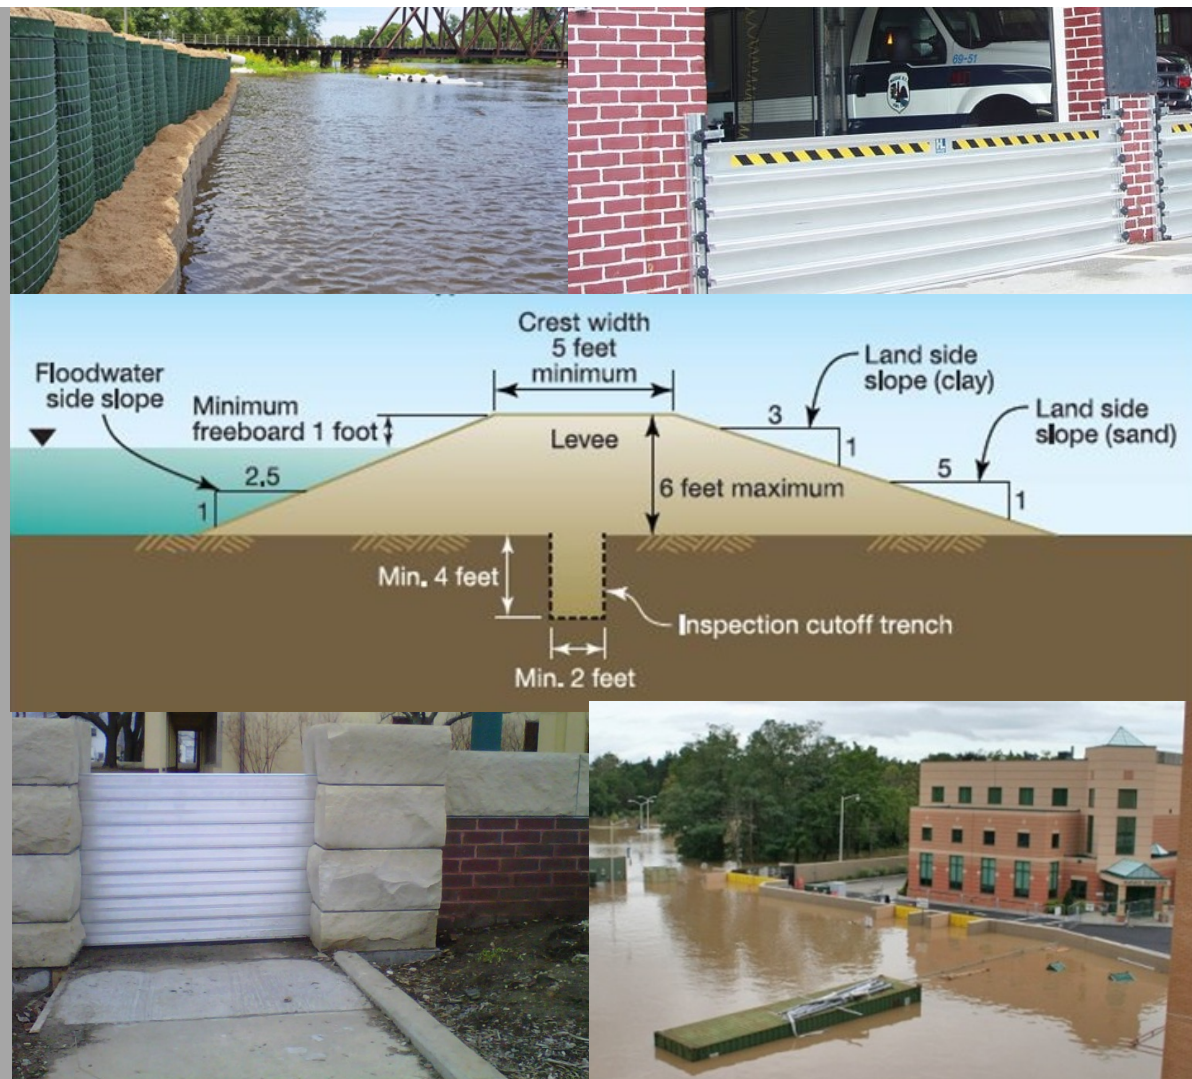 69-51
Crest width
5 feet
minimum
Floodwater
side slope
Minimum
freeboard 1 foot
Land side
slope (clay)
Land side
slope (sand)
Levee
3
1
5
1
2.5
1
6 feet maximum
Min. 4 feet
Inspection cutoff trench
Min. 2 feet